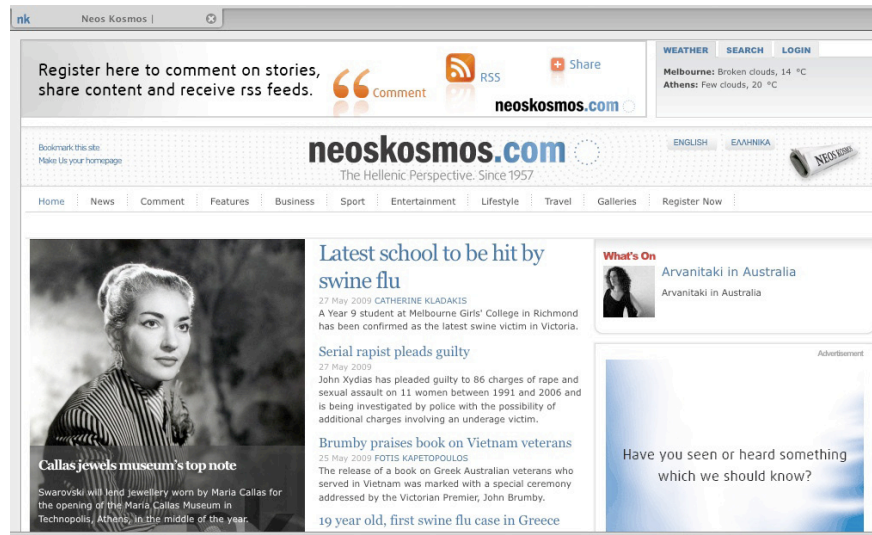 nk Neos Kosmos |
Register here to comment on stories,
share content and receive rss feeds.
Comment
RSS
Share
neoskosmos.com
WEATHER SEARCH LOGIN
Melbourne: Broken clouds, 14 °C
Athens: Few clouds, 20 °C
Bookmark this site
Make Us your homepage
neoskosmos.com
The Hellenic Perspective. Since 1957
ENGLISH ΕΛΛΗΝΙΚΑ
NEOS KOSMOS
Home News Comment Features Business Sport Entertainment Lifestyle Travel Galleries Register Now
Callas jewels museum's top note
Swarovski will lend jewellery worn by Maria Callas for
the opening of the Maria Callas Museum in
Technopolis, Athens, in the middle of the year.
Latest school to be hit by
swine flu
27 May 2009 CATHERINE KLADAKIS
A Year 9 student at Melbourne Girls' College in Richmond
has been confirmed as the latest swine victim in Victoria.
Serial rapist pleads guilty
27 May 2009
John Xydias has pleaded guilty to 86 charges of rape and
sexual assault on 11 women between 1991 and 2006 and
is being investigated by police with the possibility of
additional charges involving an underage victim.
Brumby praises book on Vietnam veterans
25 May 2009 FOTIS KAPETOPOULOS
The release of a book on Greek Australian veterans who
served in Vietnam was marked with a special ceremony
addressed by the Victorian Premier, John Brumby.
19 year old, first swine flu case in Greece
What's On
Arvanitaki in Australia
Arvanitaki in Australia
Advertisement
Have you seen or heard something
which we should know?